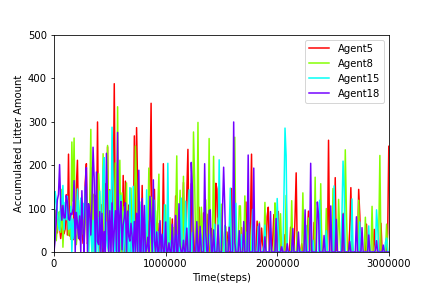 500
400
300
200
100
0
Accumulated Litter Amount
Agent5
Agent8
Agent15
Agent18
0 1000000 2000000 3000000
Time(steps)